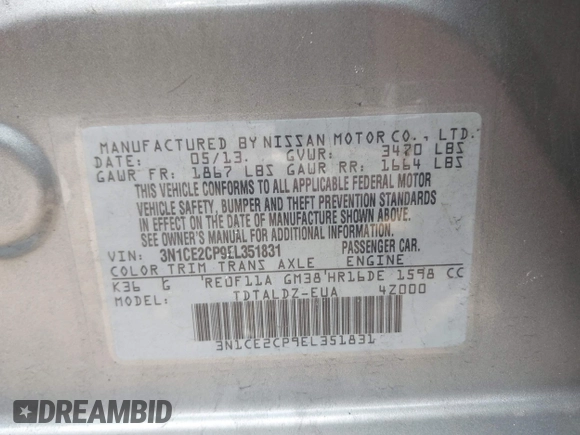 MANUFACTURED BY NISSAN MOTOR CO., LTD.
DATE: 05/13. GVWR: 3470 LBS
GAWR FR: 1867 LBS GAWR RR: 1664 LBS
THIS VEHICLE CONFORMS TO ALL APPLICABLE FEDERAL MOTOR
VEHICLE SAFETY, BUMPER AND THEFT PREVENTION STANDARDS
IN EFFECT ON THE DATE OF MANUFACTURE SHOWN ABOVE.
SEE OWNER'S MANUAL FOR ADDITIONAL INFORMATION.
VIN: 3N1CE2CP9EL351831 PASSENGER CAR.
COLOR TRIM TRANS AXLE ENGINE
K36 G RE0F11A GM38 HR16DE 1598 CC
MODEL: TDTALDZ-EUA 4Z000
3N1CE2CP9EL351831
DREAMBID